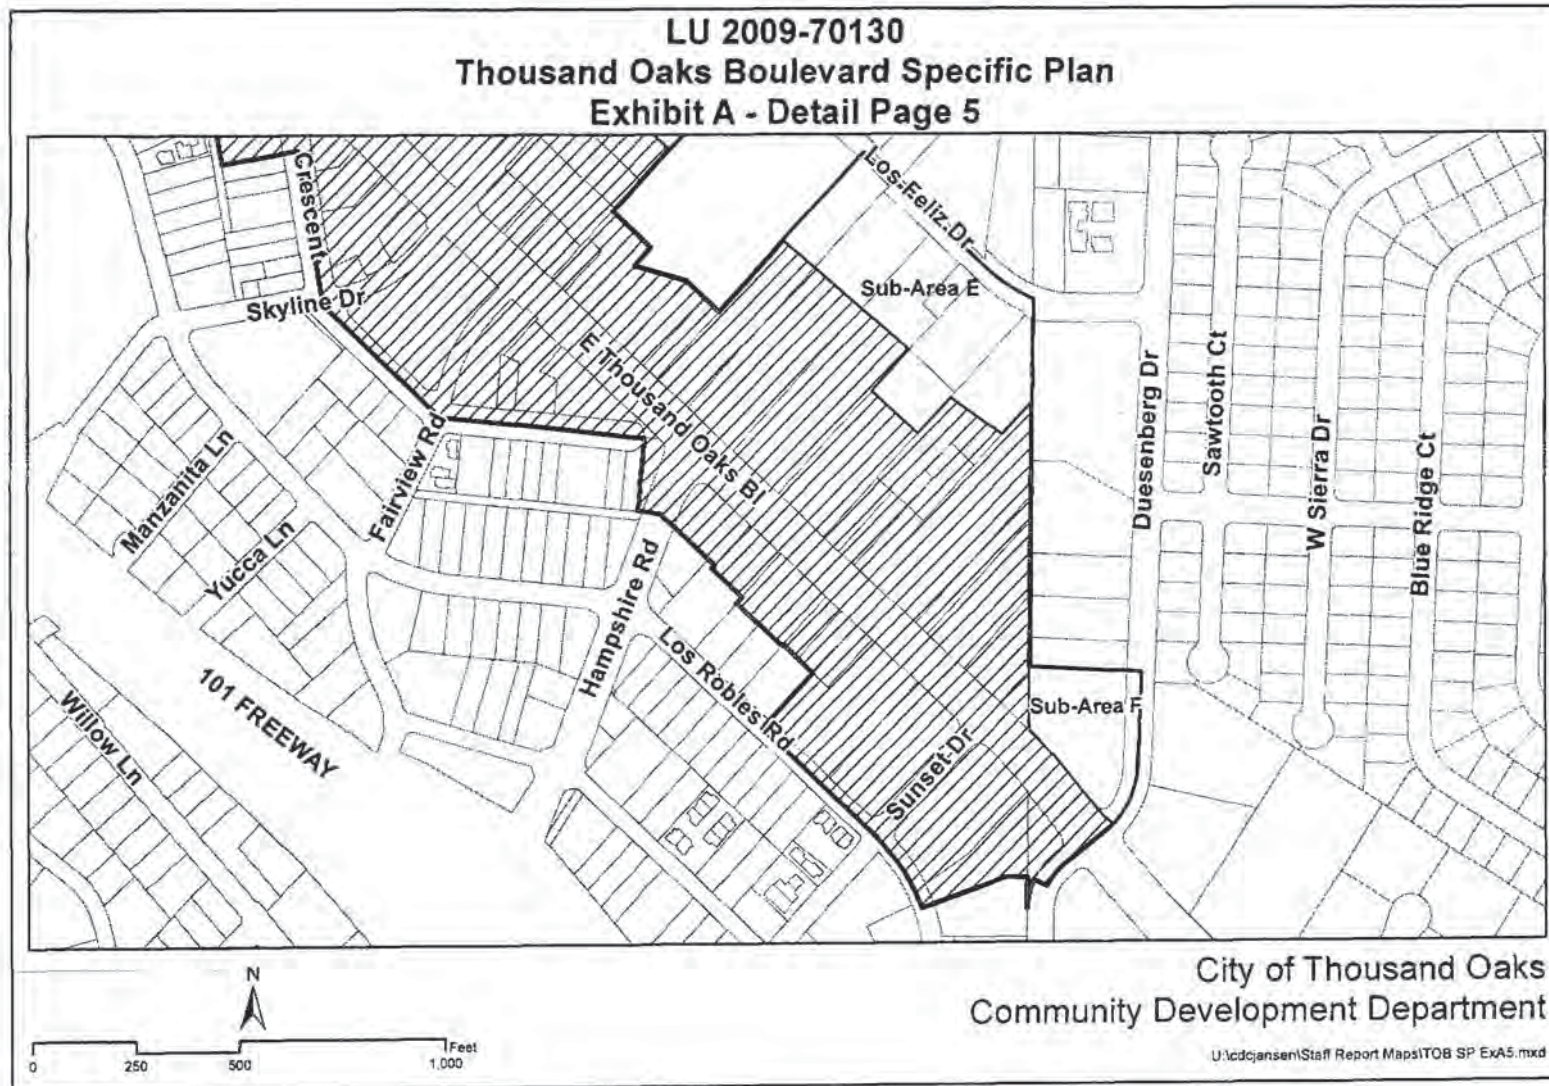 LU 2009-70130
Thousand Oaks Boulevard Specific Plan
Exhibit A - Detail Page 5
Crescent
Los Feliz Dr
Sub-Area E
Skyline Dr
E Thousand Oaks Bl
Manzanita Ln
Yucca Ln
Fairview Rd
Hampshire Rd
Los Robles Rd
Willow Ln
101 FREEWAY
Sunset Dr
Sub-Area F
Duesenberg Dr
Sawtooth Ct
W Sierra Dr
Blue Ridge Ct
N
Feet
0 250 500 1,000
City of Thousand Oaks
Community Development Department
U:\cdcjansen\Staff Report Maps\TOB SP ExA5.mxd